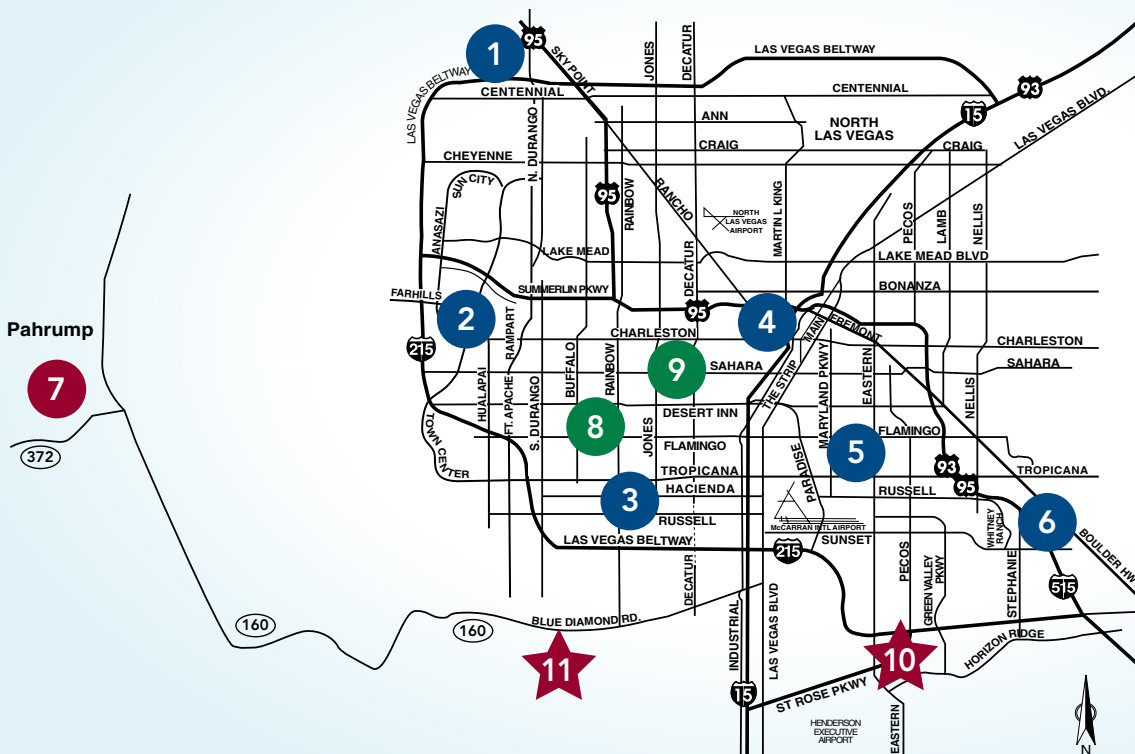 1
95
SKY POINT
JONES
DECATUR
LAS VEGAS BELTWAY
LAS VEGAS BELTWAY
CENTENNIAL
CENTENNIAL
93
15
LAS VEGAS BLVD.
N. DURANGO
ANN
NORTH
LAS VEGAS
CRAIG
CRAIG
CHEYENNE
SUN CITY
95
RAINBOW
RANCHO
MARTIN L KING
NORTH
LAS VEGAS
AIRPORT
PECOS
LAMB
NELLIS
ANASAZI
LAKE MEAD
DECATUR
LAKE MEAD BLVD
SUMMERLIN PKWY
BONANZA
FARHILLS
2
95
4
MAIN
FREMONT
Pahrump
7
372
215
RAMPART
CHARLESTON
CHARLESTON
9
SAHARA
SAHARA
THE STRIP
HUALAPAI
FT. APACHE
S. DURANGO
BUFFALO
RAINBOW
MARYLAND PKWY
EASTERN
NELLIS
DESERT INN
8
JONES
FLAMINGO
FLAMINGO
5
TOWN CENTER
TROPICANA
TROPICANA
PARADISE
93
95
3
HACIENDA
RUSSELL
RUSSELL
McCARRAN INTL AIRPORT
SUNSET
WHITNEY
RANCH
6
BOULDER HWY
LAS VEGAS BELTWAY
215
DECATUR
PECOS
GREEN VALLEY
PKWY
STEPHANIE
515
160
160
BLUE DIAMOND RD.
11
INDUSTRIAL
LAS VEGAS BLVD
10
HORIZON RIDGE
15
ST ROSE PKWY
HENDERSON
EXECUTIVE
AIRPORT
EASTERN
N